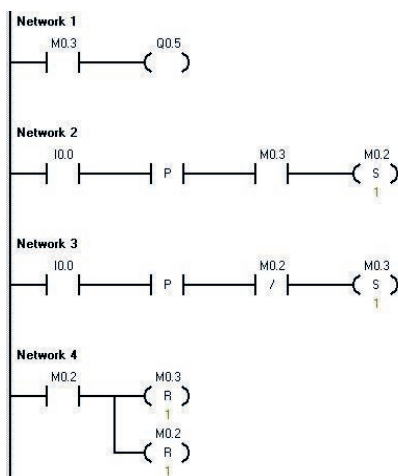 Network 1
M0.3 Q0.5
Network 2
I0.0 M0.3 M0.2
P S
1
Network 3
I0.0 M0.2 M0.3
P / S
1
Network 4
M0.2 M0.3
R
1
M0.2
R
1